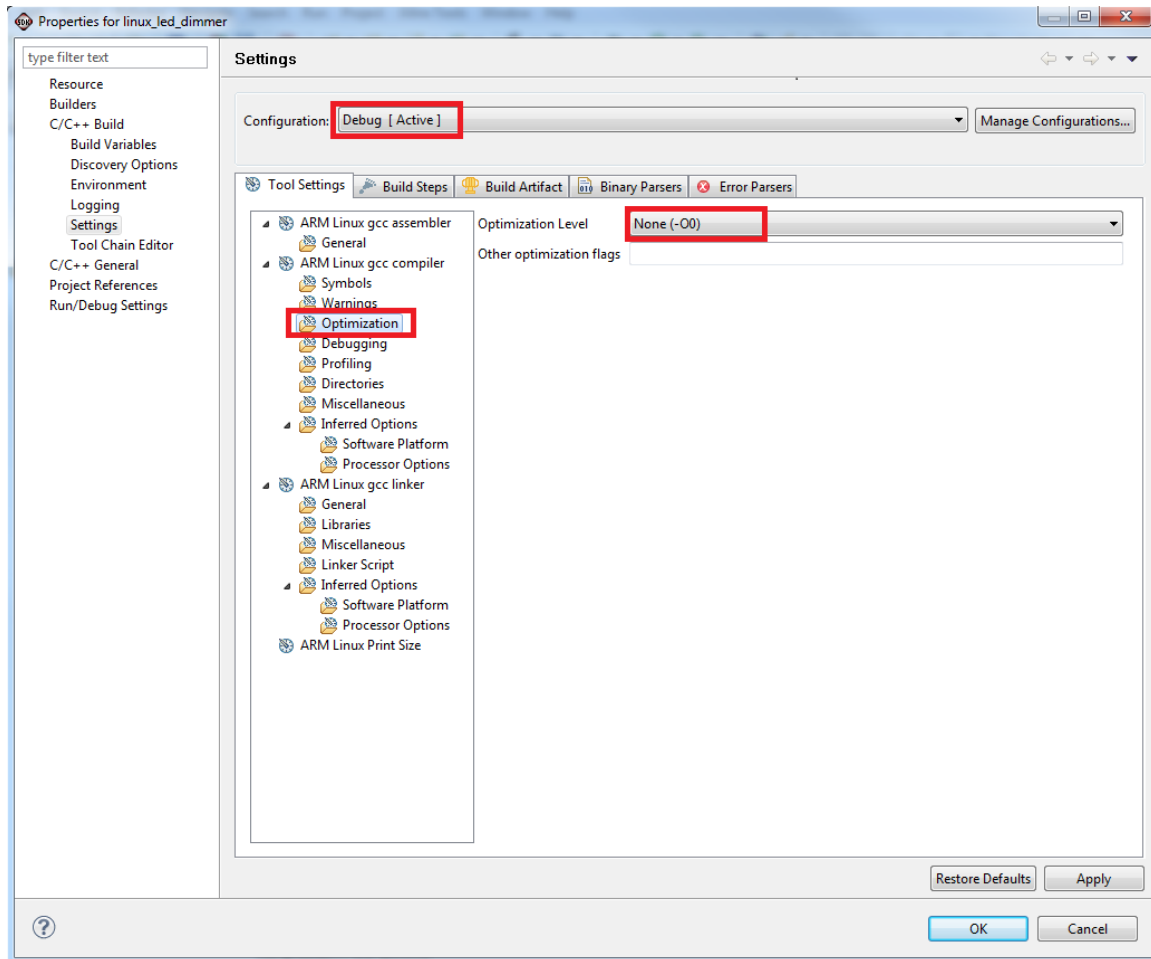 Properties for linux_led_dimmer
type filter text
Resource
Builders
C/C++ Build
Build Variables
Discovery Options
Environment
Logging
Settings
Tool Chain Editor
C/C++ General
Project References
Run/Debug Settings
Settings
Configuration: Debug [ Active ] Manage Configurations...
Tool Settings Build Steps Build Artifact Binary Parsers Error Parsers
ARM Linux gcc assembler
General
ARM Linux gcc compiler
Symbols
Warnings
Optimization
Debugging
Profiling
Directories
Miscellaneous
Inferred Options
Software Platform
Processor Options
ARM Linux gcc linker
General
Libraries
Miscellaneous
Linker Script
Inferred Options
Software Platform
Processor Options
ARM Linux Print Size
Optimization Level None (-O0)
Other optimization flags
Restore Defaults Apply
OK Cancel